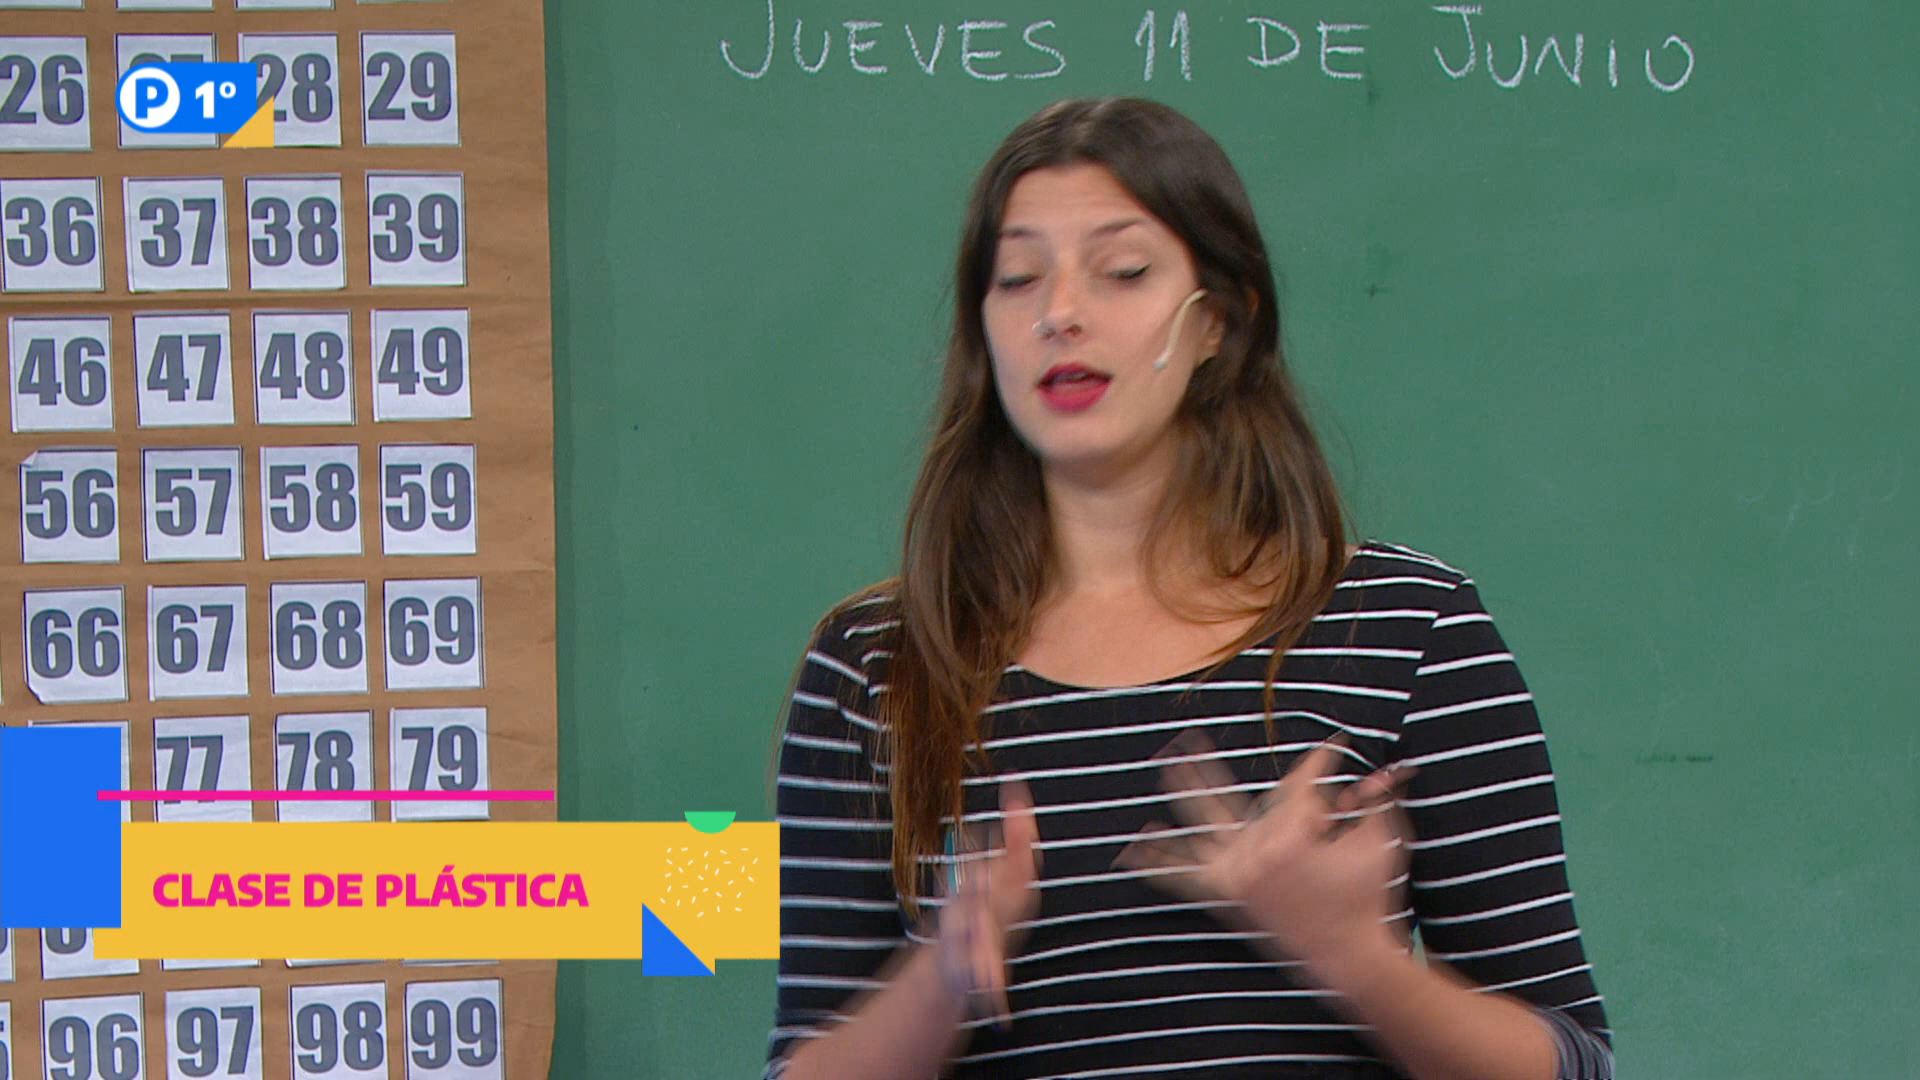 JUEVES 11 DE JUNIO
P 1º
26 28 29
36 37 38 39
46 47 48 49
56 57 58 59
66 67 68 69
77 78 79
CLASE DE PLÁSTICA
96 97 98 99